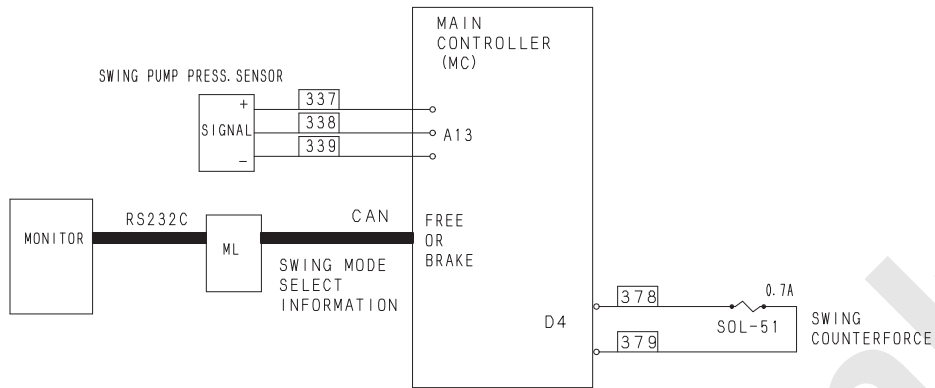 MAIN
CONTROLLER
(MC)
SWING PUMP PRESS. SENSOR
+
SIGNAL
-
337
338
339
A13
MONITOR
RS232C
ML
CAN
SWING MODE
SELECT
INFORMATION
FREE
OR
BRAKE
D4
378
379
0.7A
SOL-51
SWING
COUNTERFORCE